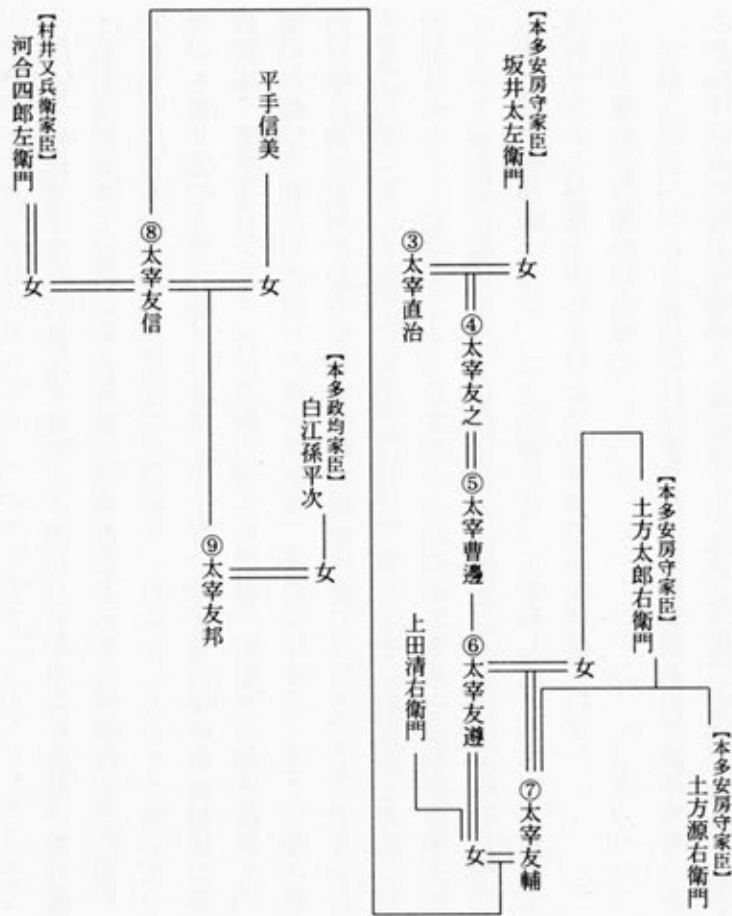 【本多安房守家臣】
坂井太左衛門
女
③太宰直治
④太宰友之
⑤太宰曹邊
⑥太宰友遵
女
【本多安房守家臣】
土方太郎右衛門
【本多安房守家臣】
土方源右衛門
⑦太宰友輔
女
上田清右衛門
平手信美
女
⑧太宰友信
女
【村井又兵衛家臣】
河合四郎左衛門
【本多政均家臣】
白江孫平次
女
⑨太宰友邦